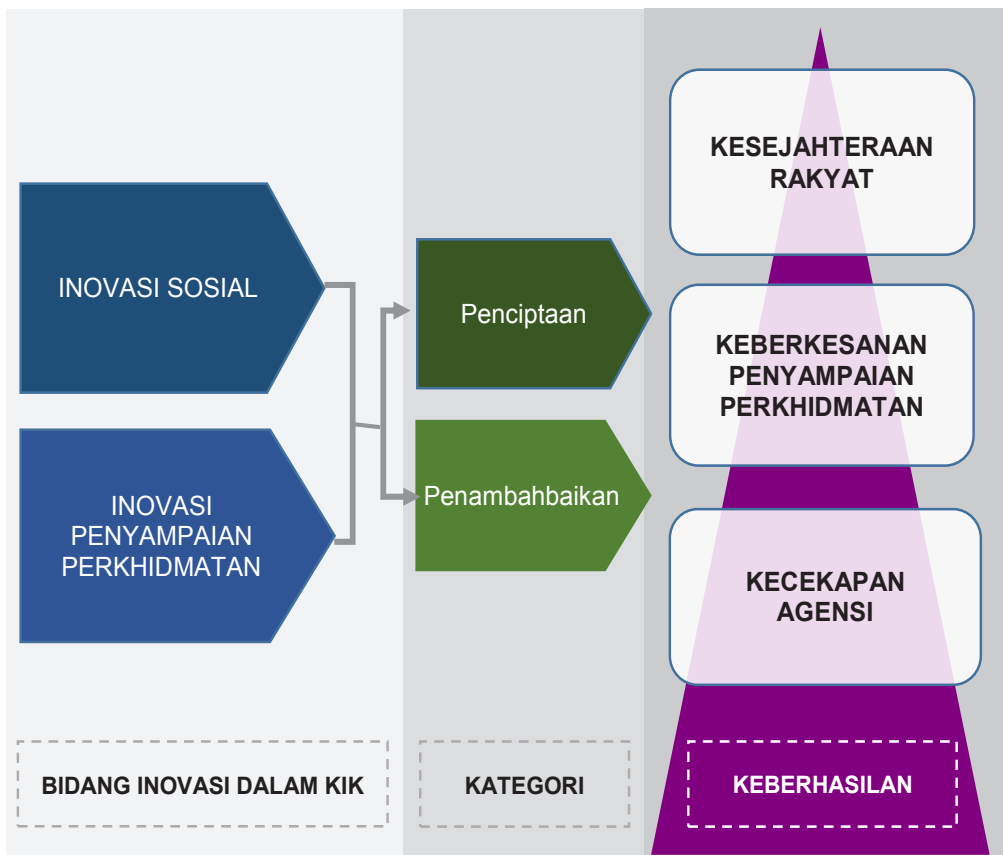 INOVASI SOSIAL
INOVASI
PENYAMPAIAN
PERKHIDMATAN
BIDANG INOVASI DALAM KIK
Penciptaan
Penambahbaikan
KATEGORI
KESEJAHTERAAN
RAKYAT
KEBERKESANAN
PENYAMPAIAN
PERKHIDMATAN
KECEKAPAN
AGENSI
KEBERHASILAN